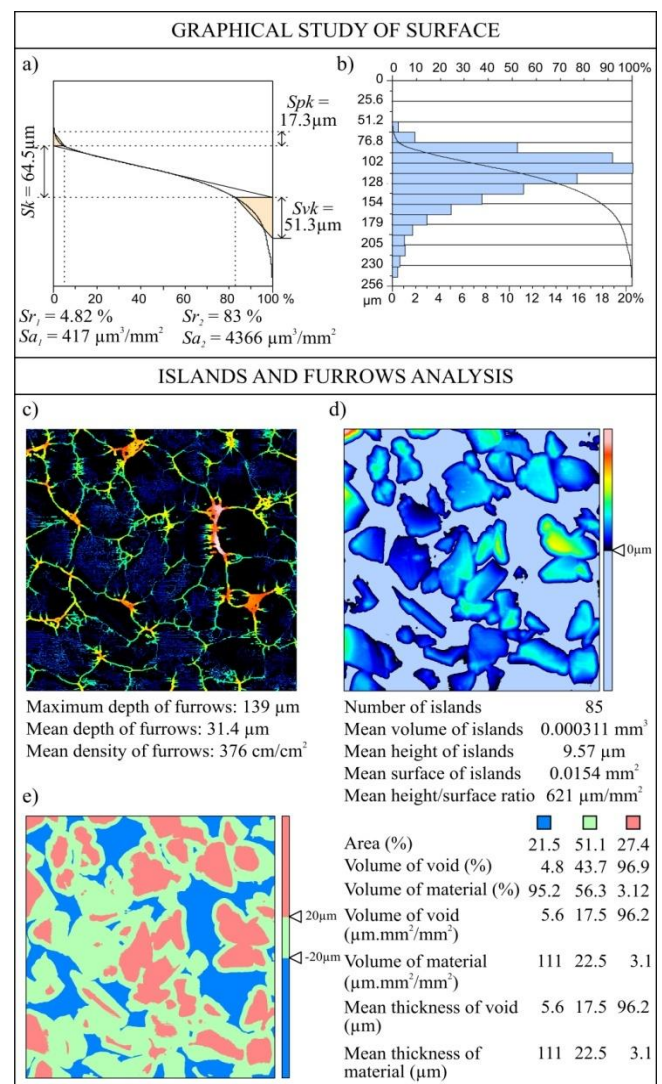 GRAPHICAL STUDY OF SURFACE
a)
Spk =
17.3µm
Sk = 64.5µm
Svk =
51.3µm
0 20 40 60 80 100 %
Sr₁ = 4.82 % Sr₂ = 83 %
Sa₁ = 417 µm³/mm² Sa₂ = 4366 µm³/mm²
b)
0 10 20 30 40 50 60 70 80 100%
0
25.6
51.2
76.8
102
128
154
179
205
230
256
µm 0 2 4 6 8 10 12 14 16 20%
ISLANDS AND FURROWS ANALYSIS
c)
Maximum depth of furrows: 139 µm
Mean depth of furrows: 31.4 µm
Mean density of furrows: 376 cm/cm²
d)
0µm
Number of islands 85
Mean volume of islands 0.000311 mm³
Mean height of islands 9.57 µm
Mean surface of islands 0.0154 mm²
Mean height/surface ratio 621 µm/mm²
e)
20µm
-20µm
Area (%) 21.5 51.1 27.4
Volume of void (%) 4.8 43.7 96.9
Volume of material (%) 95.2 56.3 3.12
Volume of void 5.6 17.5 96.2
(µm.mm²/mm²)
Volume of material 111 22.5 3.1
(µm.mm²/mm²)
Mean thickness of void 5.6 17.5 96.2
(µm)
Mean thickness of 111 22.5 3.1
material (µm)